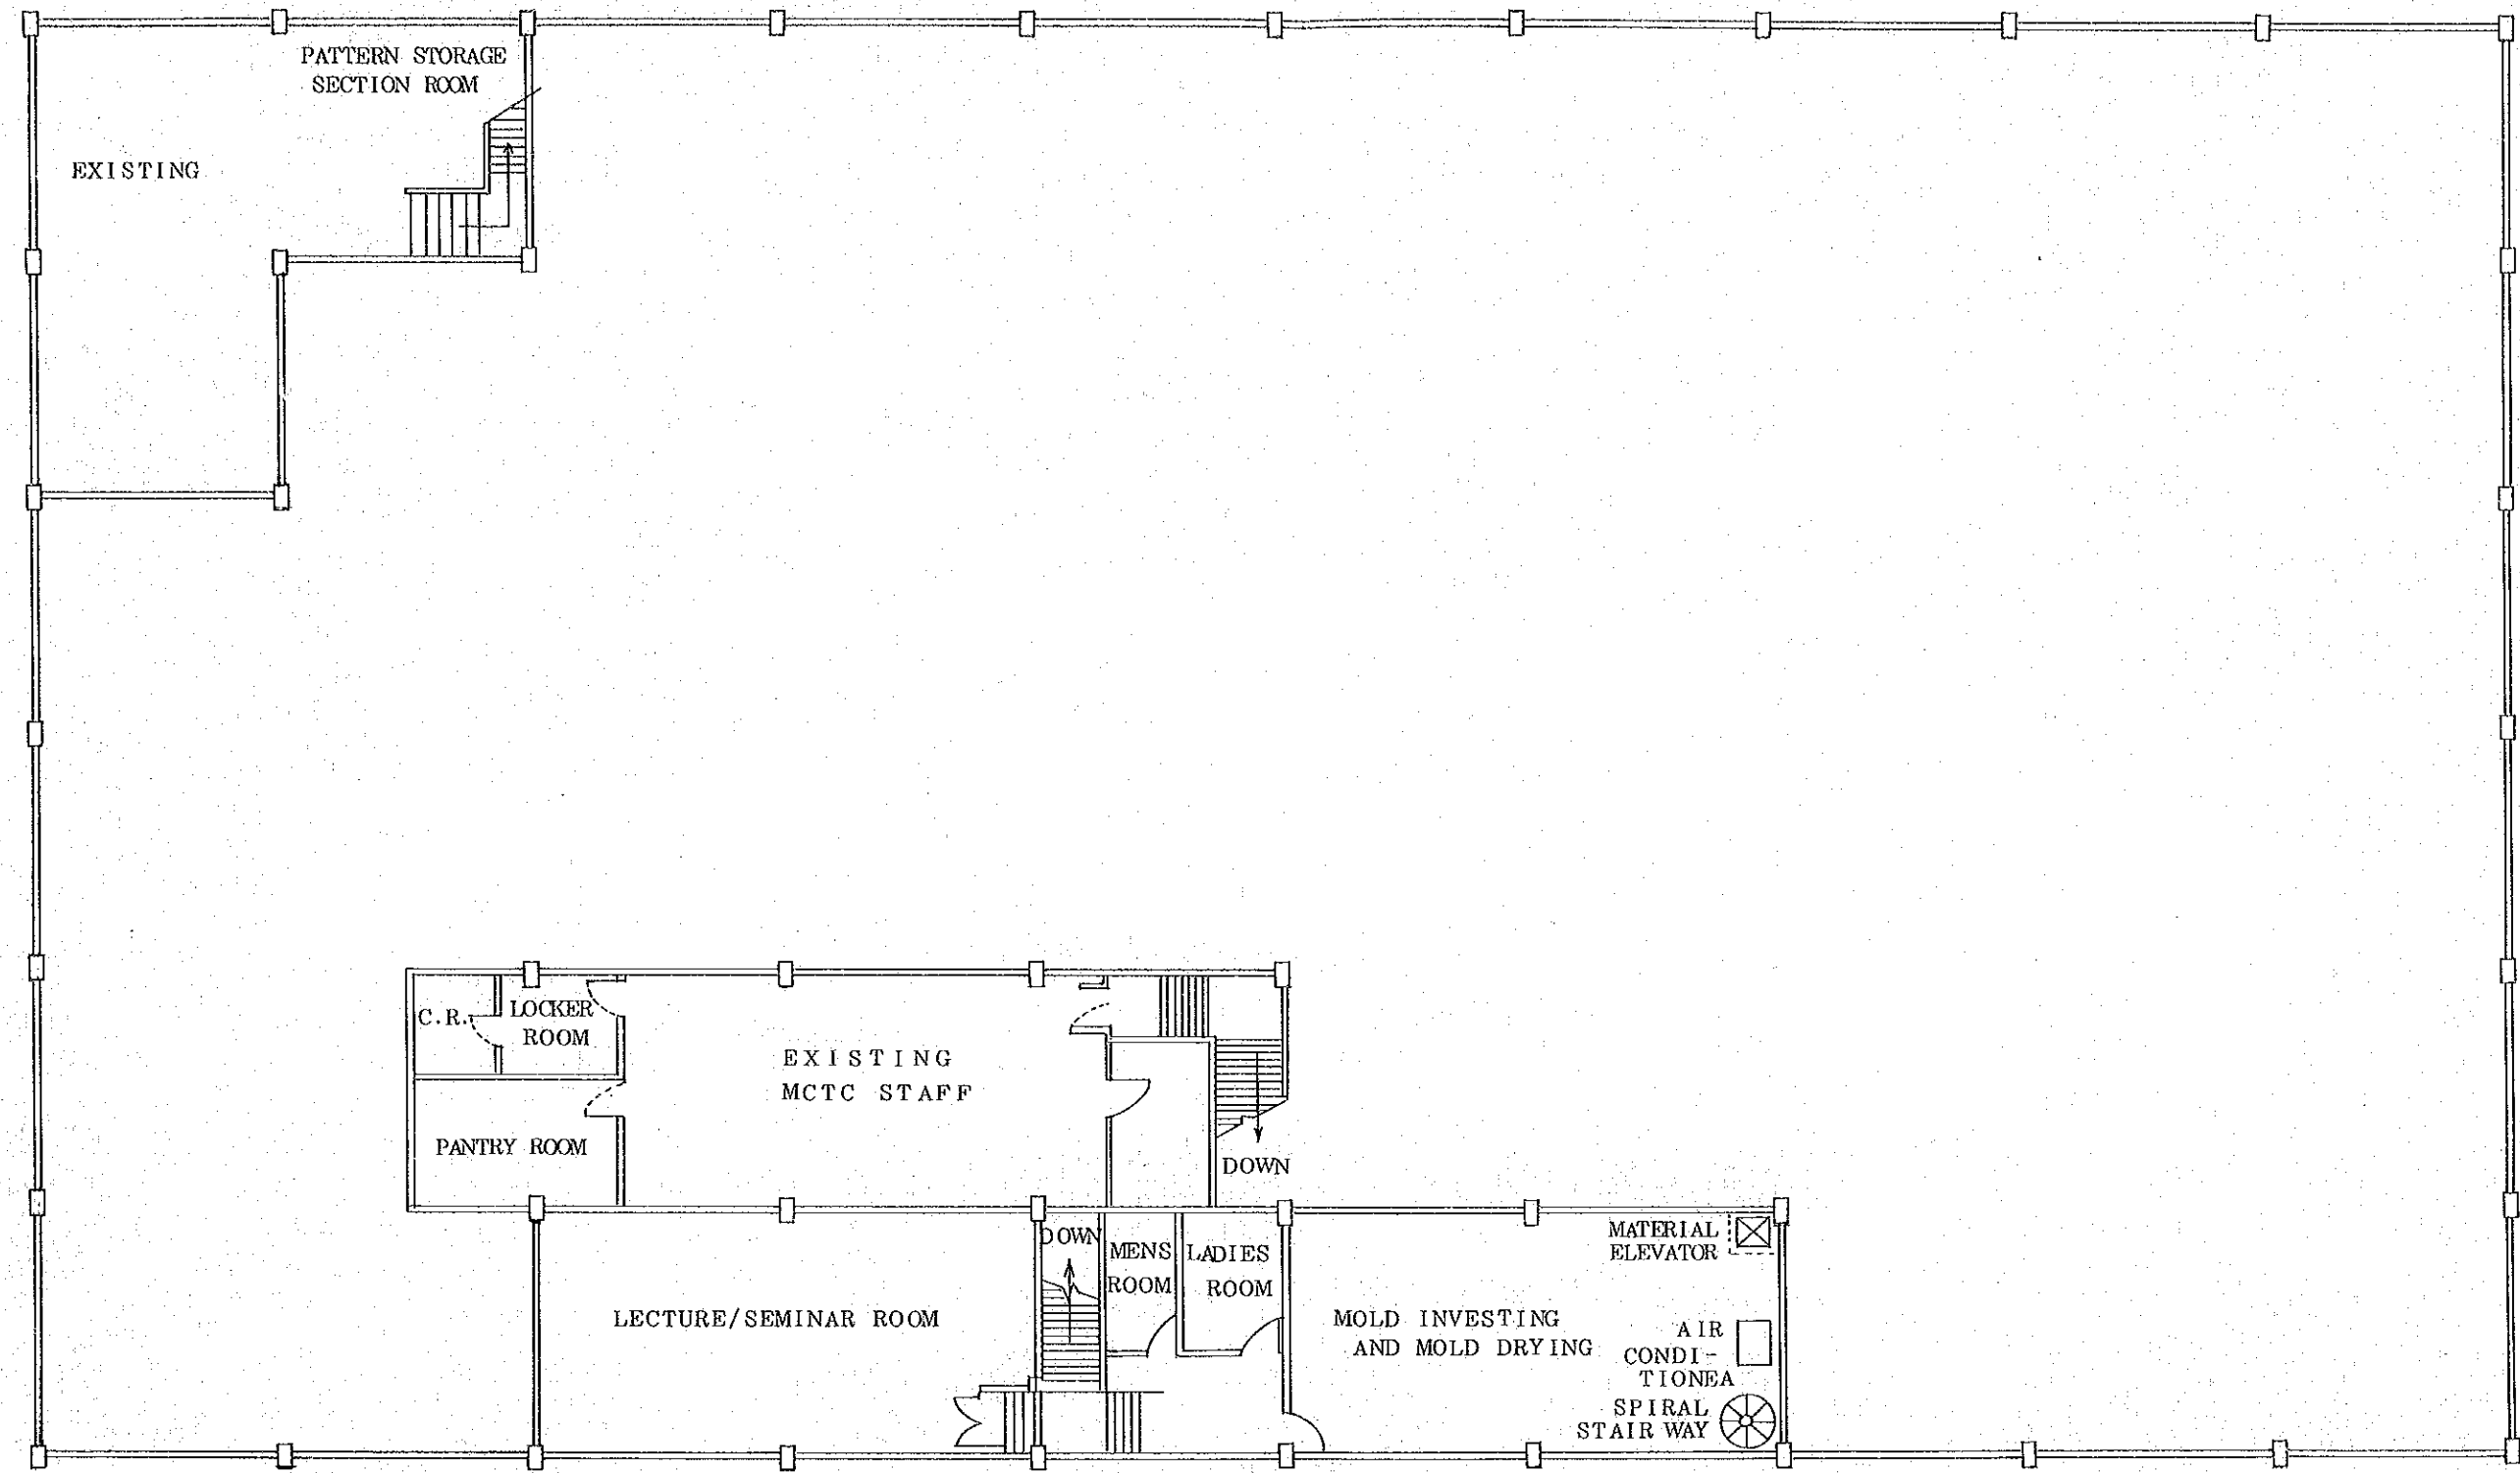 PATTERN STORAGE
SECTION ROOM
EXISTING
C.R.
LOCKER
ROOM
EXISTING
MCTC STAFF
PANTRY ROOM
DOWN
DOWN
MENS
ROOM
LADIES
ROOM
MATERIAL
ELEVATOR
LECTURE/SEMINAR ROOM
MOLD INVESTING
AND MOLD DRYING
AIR
CONDI-
TIONEA
SPIRAL
STAIR WAY